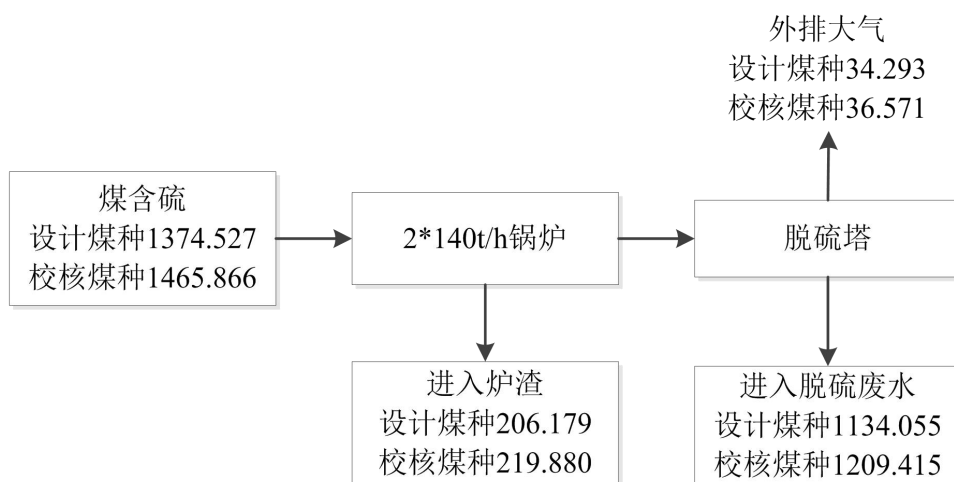 外排大气
设计煤种34.293
校核煤种36.571
煤含硫
设计煤种1374.527
校核煤种1465.866
2*140t/h锅炉
脱硫塔
进入炉渣
设计煤种206.179
校核煤种219.880
进入脱硫废水
设计煤种1134.055
校核煤种1209.415